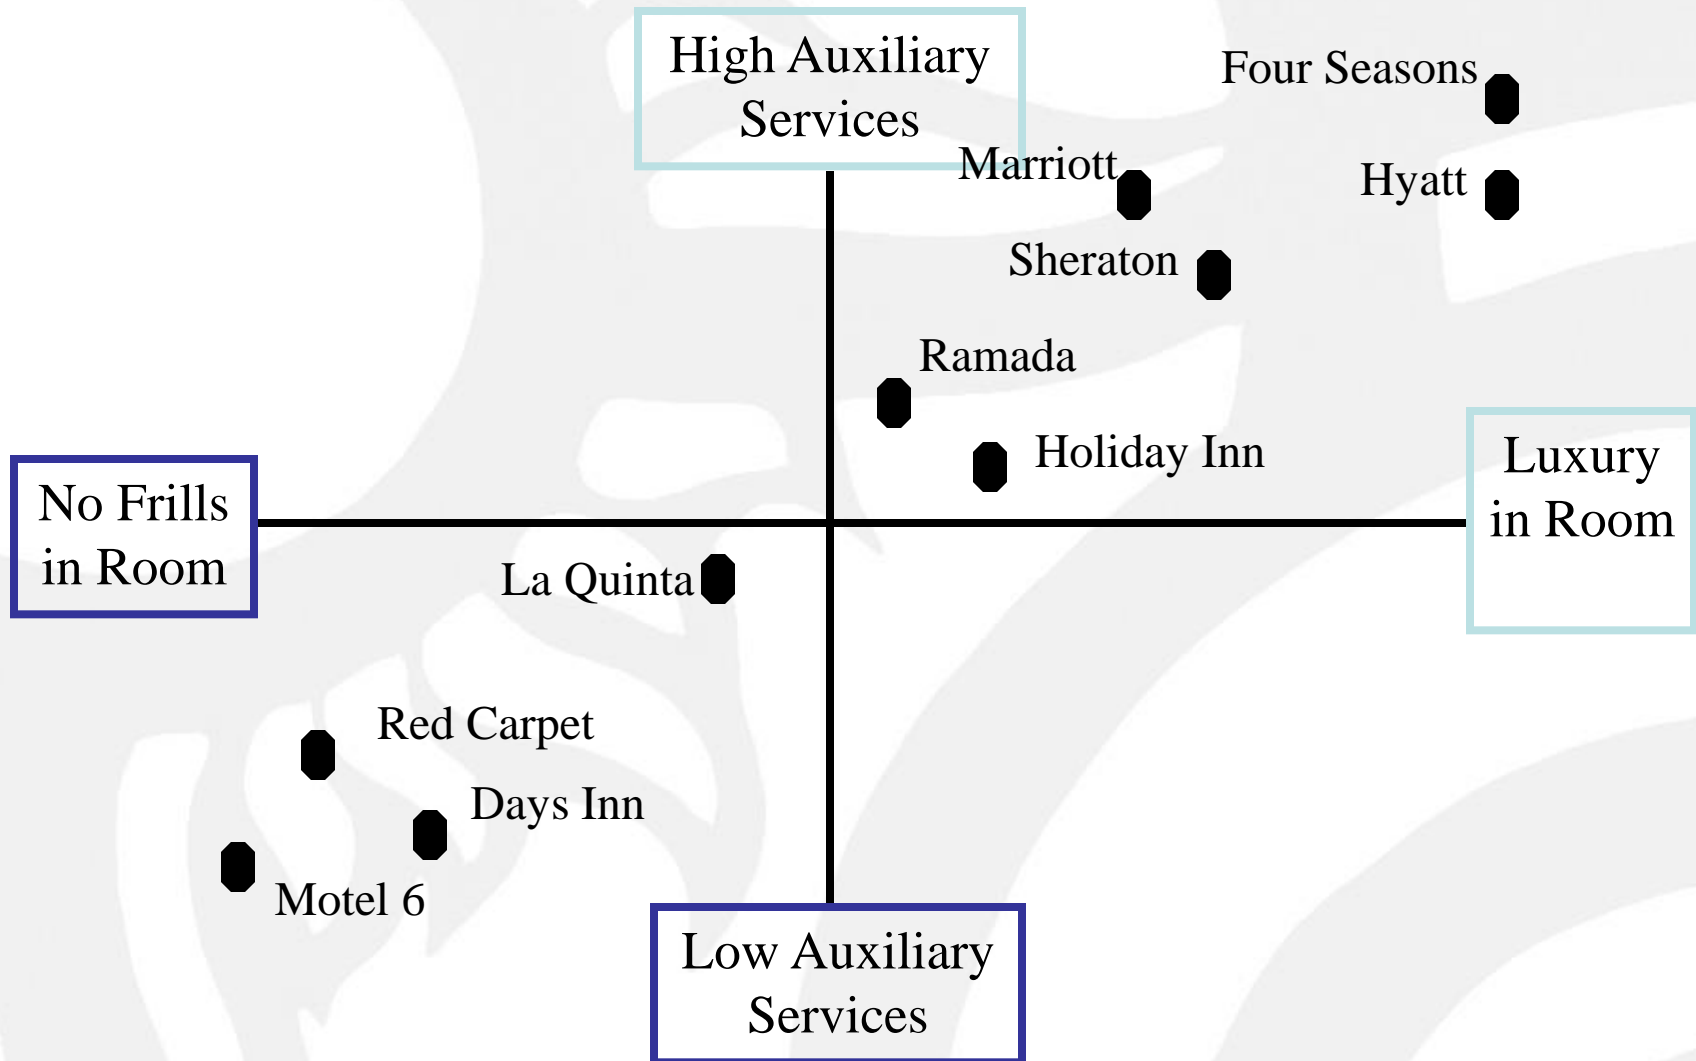 High Auxiliary
Services
Four Seasons
Marriott
Hyatt
Sheraton
Ramada
Holiday Inn
Luxury
in Room
No Frills
in Room
La Quinta
Red Carpet
Days Inn
Motel 6
Low Auxiliary
Services